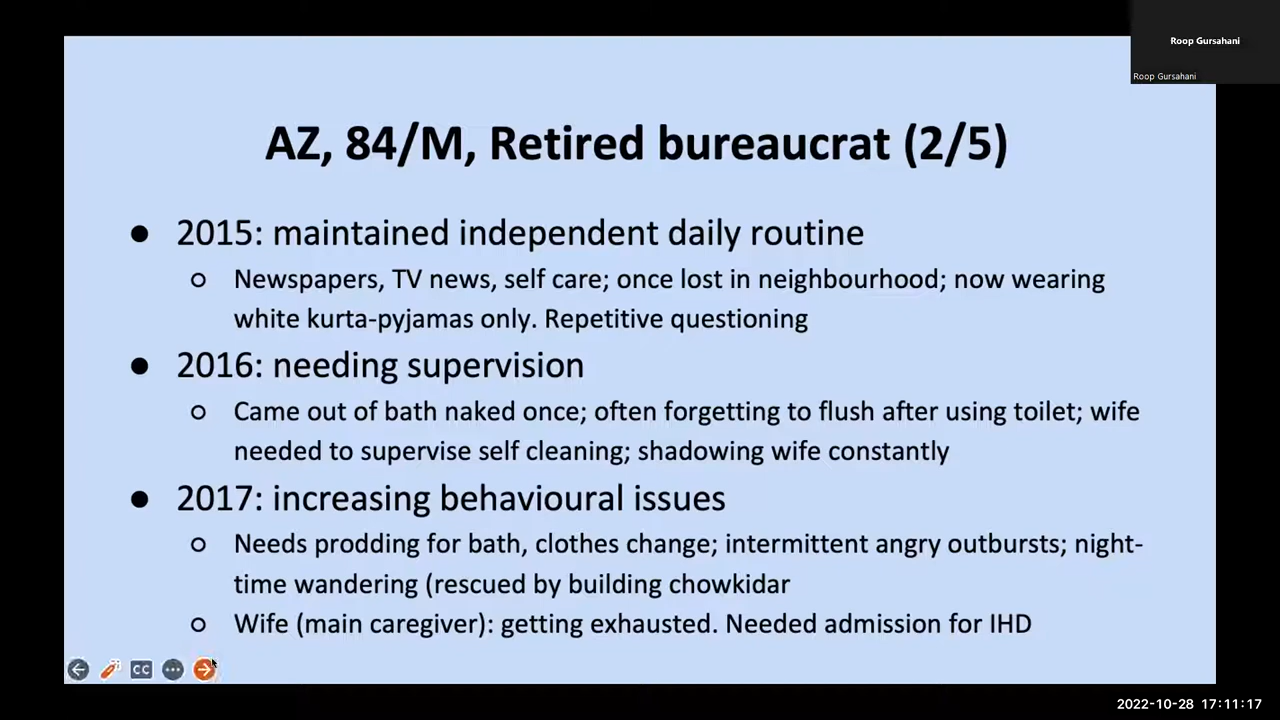 Roop Gursahani
Roop Gursahani
AZ, 84/M, Retired bureaucrat (2/5)
● 2015: maintained independent daily routine
○ Newspapers, TV news, self care; once lost in neighbourhood; now wearing
white kurta-pyjamas only. Repetitive questioning
● 2016: needing supervision
○ Came out of bath naked once; often forgetting to flush after using toilet; wife
needed to supervise self cleaning; shadowing wife constantly
● 2017: increasing behavioural issues
○ Needs prodding for bath, clothes change; intermittent angry outbursts; night-
time wandering (rescued by building chowkidar
○ Wife (main caregiver): getting exhausted. Needed admission for IHD
CC
2022-10-28 17:11:17